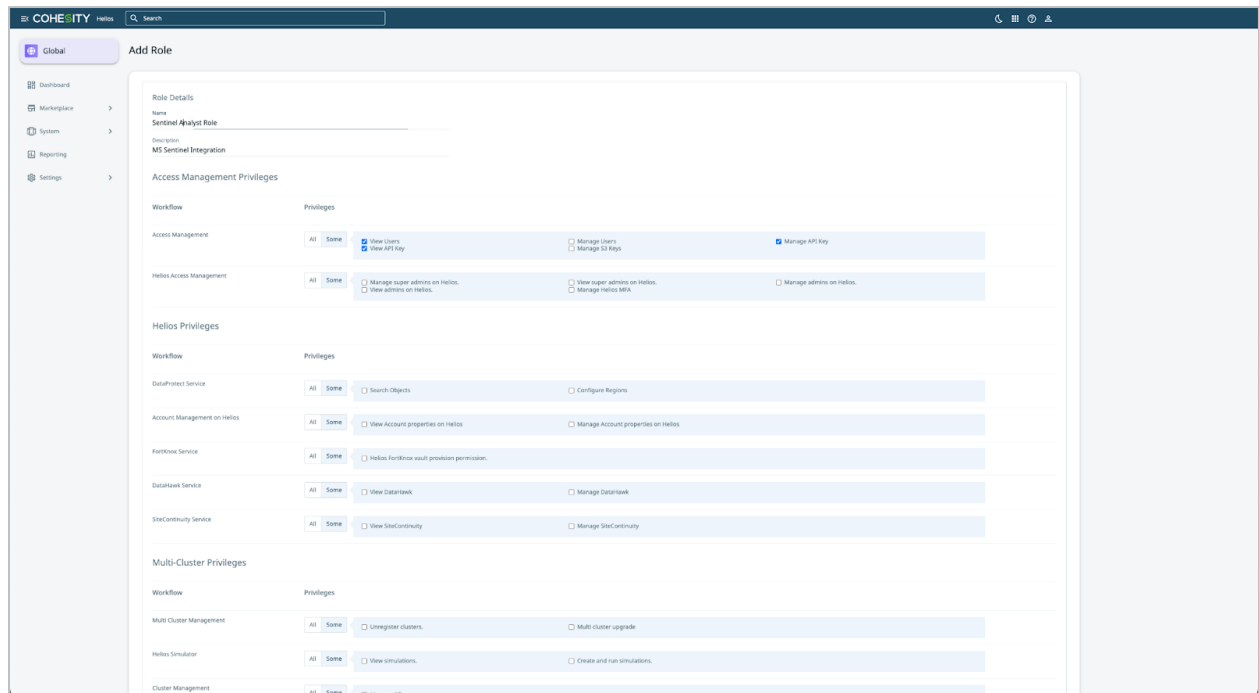 COHESITY Helios Search
Global
Add Role
Dashboard
Marketplace
System
Reporting
Settings
Role Details
Name
Sentinel Analyst Role
Description
MS Sentinel Integration
Access Management Privileges
Workflow Privileges
Access Management All Some View Users Manage Users Manage API Key
View API Key Manage S3 Keys
Helios Access Management All Some Manage super admins on Helios. View super admins on Helios. Manage admins on Helios.
View admins on Helios. Manage Helios MFA
Helios Privileges
Workflow Privileges
DataProtect Service All Some Search Objects Configure Regions
Account Management on Helios All Some View Account properties on Helios Manage Account properties on Helios
FortKnox Service All Some Helios FortKnox vault provision permission.
DataHawk Service All Some View DataHawk Manage DataHawk
SiteContinuity Service All Some View SiteContinuity Manage SiteContinuity
Multi-Cluster Privileges
Workflow Privileges
Multi Cluster Management All Some Unregister clusters. Multi cluster upgrade
Helios Simulator All Some View simulations. Create and run simulations.
Cluster Management All Some